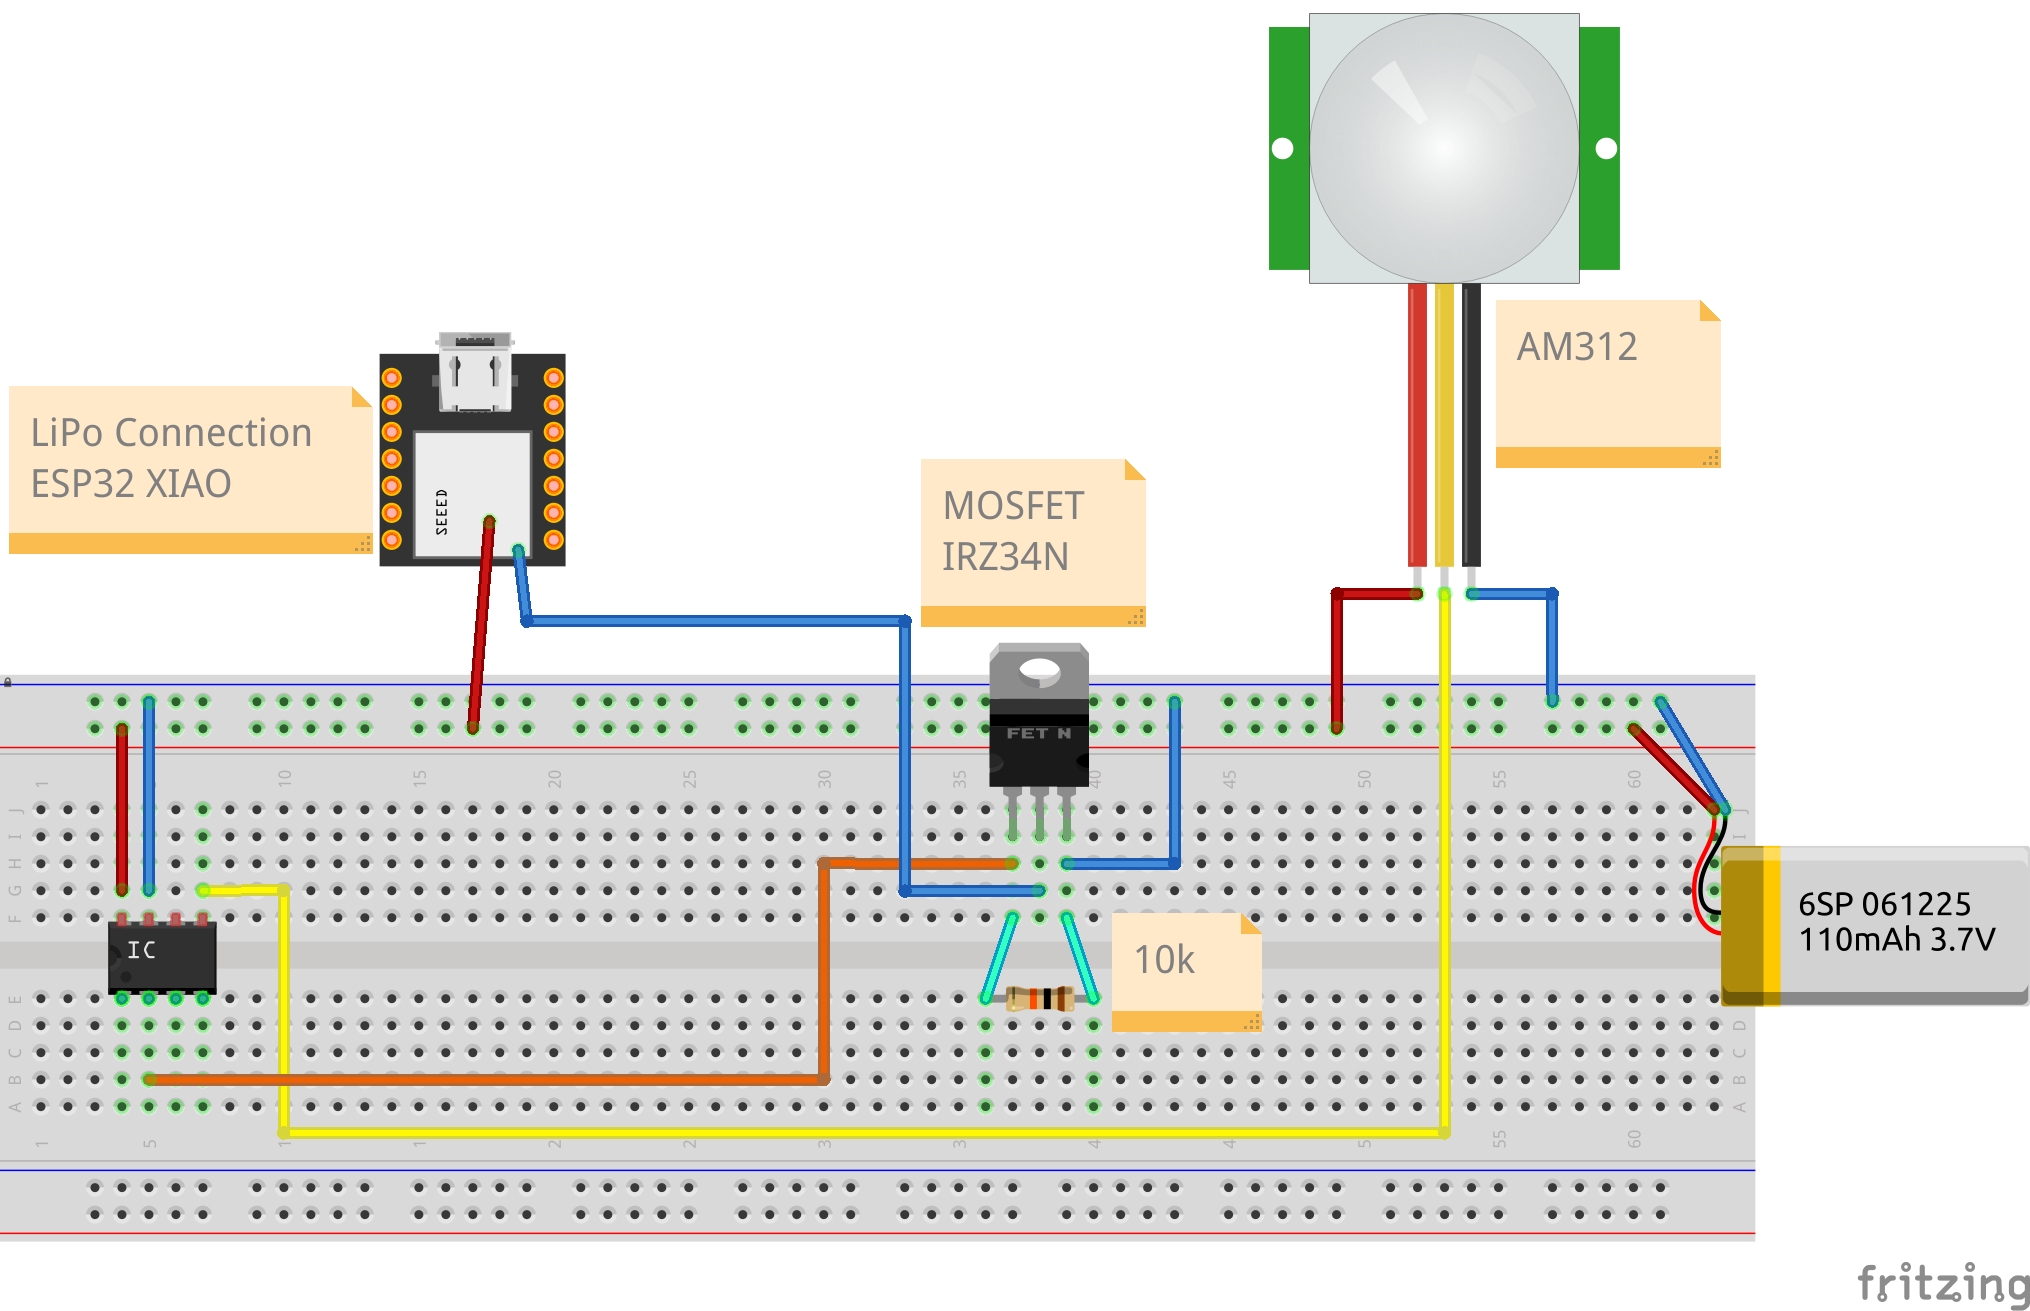 AM312
LiPo Connection
ESP32 XIAO
SEEED
MOSFET
IRZ34N
FET N
1 10 15 20 25 30 35 40 45 50 55 60
J
I
H
G
F
IC
6SP 061225
110mAh 3.7V
10k
E
D
C
B
A
J
I
D
C
B
A
1 5 1 1 2 2 3 3 4 4 5 55 60
fritzing